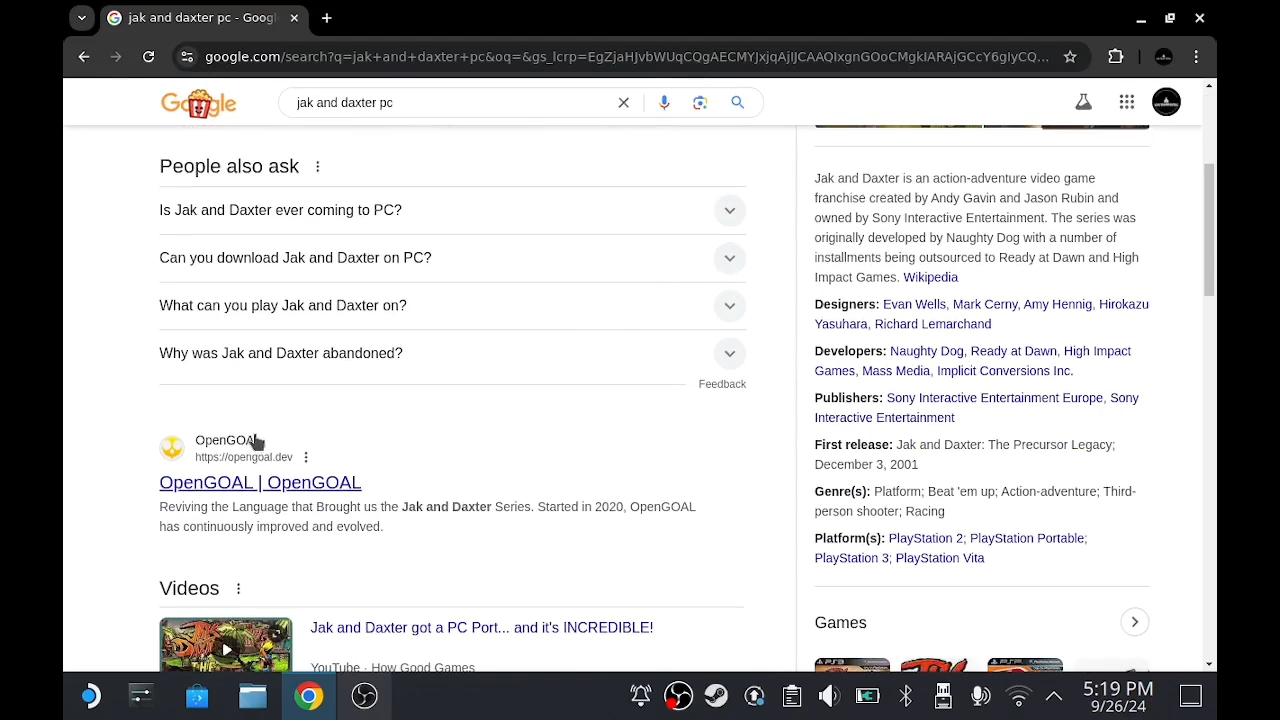 jak and daxter pc - Goog
google.com/search?q=jak+and+daxter+pc&oq=&gs_lcrp=EgZjaHJvbWUqCQgAECMYJxjqAjIJCAAQIxgnGOoCMgkIARAjGCcY6gIyCQ...
Google
jak and daxter pc
People also ask
Is Jak and Daxter ever coming to PC?
Can you download Jak and Daxter on PC?
What can you play Jak and Daxter on?
Why was Jak and Daxter abandoned?
Feedback
OpenGOAL
https://opengoal.dev
OpenGOAL | OpenGOAL
Reviving the Language that Brought us the Jak and Daxter Series. Started in 2020, OpenGOAL
has continuously improved and evolved.
Videos
Jak and Daxter got a PC Port... and it's INCREDIBLE!
YouTube · How Good Games
Jak and Daxter is an action-adventure video game
franchise created by Andy Gavin and Jason Rubin and
owned by Sony Interactive Entertainment. The series was
originally developed by Naughty Dog with a number of
installments being outsourced to Ready at Dawn and High
Impact Games. Wikipedia
Designers: Evan Wells, Mark Cerny, Amy Hennig, Hirokazu
Yasuhara, Richard Lemarchand
Developers: Naughty Dog, Ready at Dawn, High Impact
Games, Mass Media, Implicit Conversions Inc.
Publishers: Sony Interactive Entertainment Europe, Sony
Interactive Entertainment
First release: Jak and Daxter: The Precursor Legacy;
December 3, 2001
Genre(s): Platform; Beat 'em up; Action-adventure; Third-
person shooter; Racing
Platform(s): PlayStation 2; PlayStation Portable;
PlayStation 3; PlayStation Vita
Games
5:19 PM
9/26/24